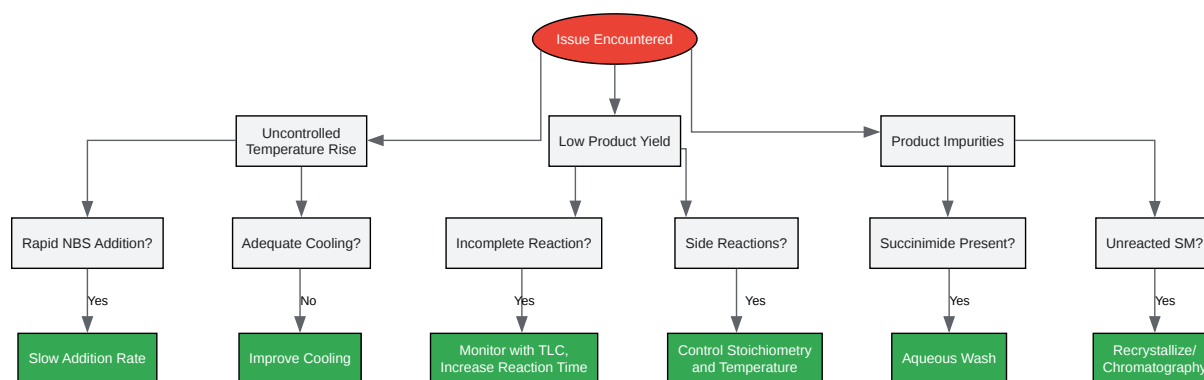 Issue Encountered
Uncontrolled
Temperature Rise
Low Product Yield
Product Impurities
Rapid NBS Addition?
Adequate Cooling?
Incomplete Reaction?
Side Reactions?
Succinimide Present?
Unreacted SM?
Yes
No
Yes
Yes
Yes
Yes
Slow Addition Rate
Improve Cooling
Monitor with TLC,
Increase Reaction Time
Control Stoichiometry
and Temperature
Aqueous Wash
Recrystallize/
Chromatography